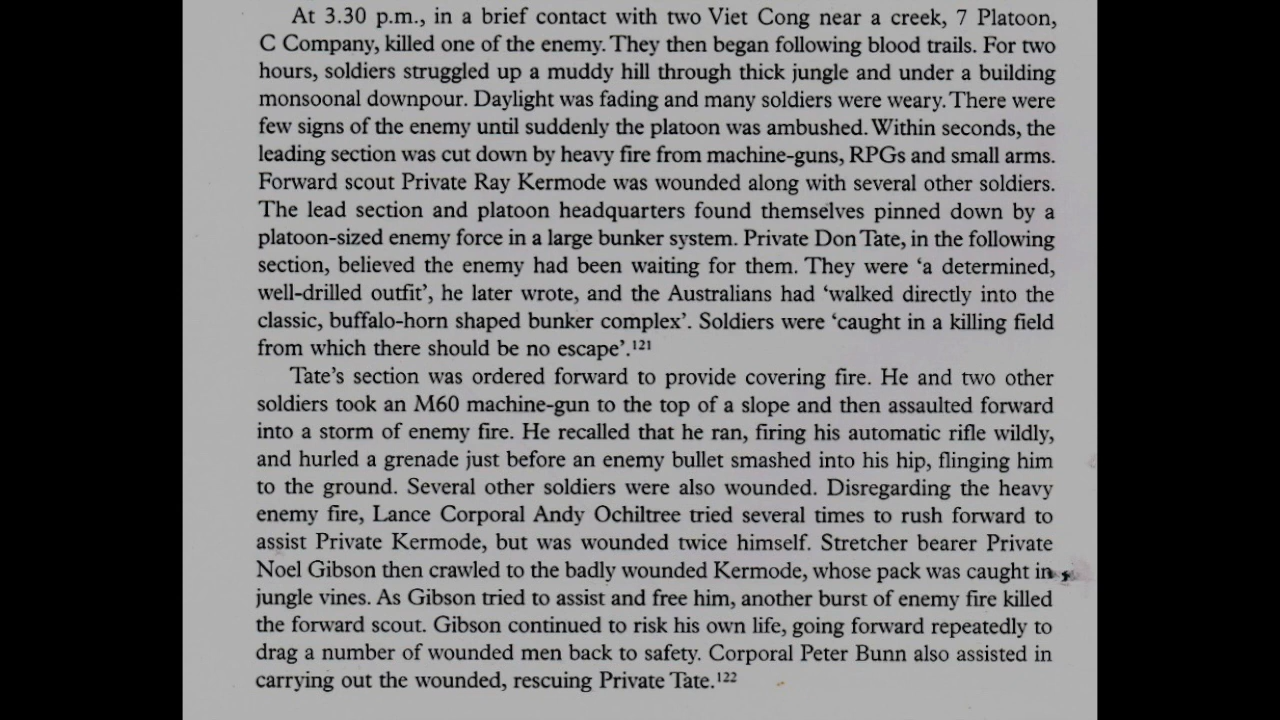 At 3.30 p.m., in a brief contact with two Viet Cong near a creek, 7 Platoon,
C Company, killed one of the enemy. They then began following blood trails. For two
hours, soldiers struggled up a muddy hill through thick jungle and under a building
monsoonal downpour. Daylight was fading and many soldiers were weary. There were
few signs of the enemy until suddenly the platoon was ambushed. Within seconds, the
leading section was cut down by heavy fire from machine-guns, RPGs and small arms.
Forward scout Private Ray Kermode was wounded along with several other soldiers.
The lead section and platoon headquarters found themselves pinned down by a
platoon-sized enemy force in a large bunker system. Private Don Tate, in the following
section, believed the enemy had been waiting for them. They were ‘a determined,
well-drilled outfit’, he later wrote, and the Australians had ‘walked directly into the
classic, buffalo-horn shaped bunker complex’. Soldiers were ‘caught in a killing field
from which there should be no escape’.¹²¹
Tate’s section was ordered forward to provide covering fire. He and two other
soldiers took an M60 machine-gun to the top of a slope and then assaulted forward
into a storm of enemy fire. He recalled that he ran, firing his automatic rifle wildly,
and hurled a grenade just before an enemy bullet smashed into his hip, flinging him
to the ground. Several other soldiers were also wounded. Disregarding the heavy
enemy fire, Lance Corporal Andy Ochiltree tried several times to rush forward to
assist Private Kermode, but was wounded twice himself. Stretcher bearer Private
Noel Gibson then crawled to the badly wounded Kermode, whose pack was caught in
jungle vines. As Gibson tried to assist and free him, another burst of enemy fire killed
the forward scout. Gibson continued to risk his own life, going forward repeatedly to
drag a number of wounded men back to safety. Corporal Peter Bunn also assisted in
carrying out the wounded, rescuing Private Tate.¹²²